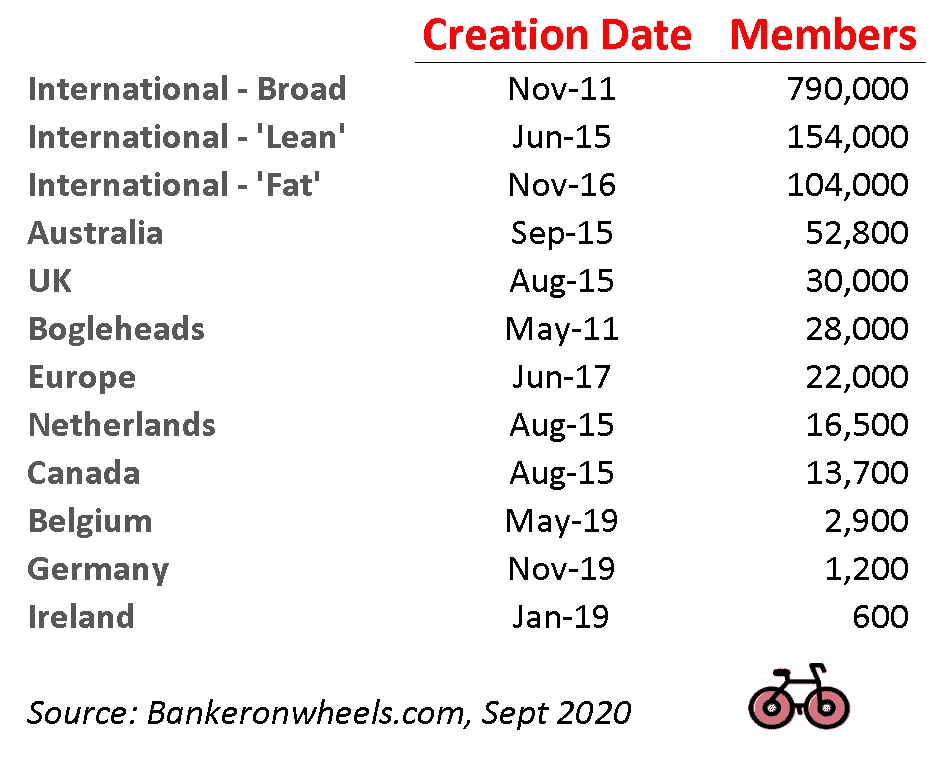 Creation Date Members
International - Broad Nov-11 790,000
International - 'Lean' Jun-15 154,000
International - 'Fat' Nov-16 104,000
Australia Sep-15 52,800
UK Aug-15 30,000
Bogleheads May-11 28,000
Europe Jun-17 22,000
Netherlands Aug-15 16,500
Canada Aug-15 13,700
Belgium May-19 2,900
Germany Nov-19 1,200
Ireland Jan-19 600
Source: Bankeronwheels.com, Sept 2020